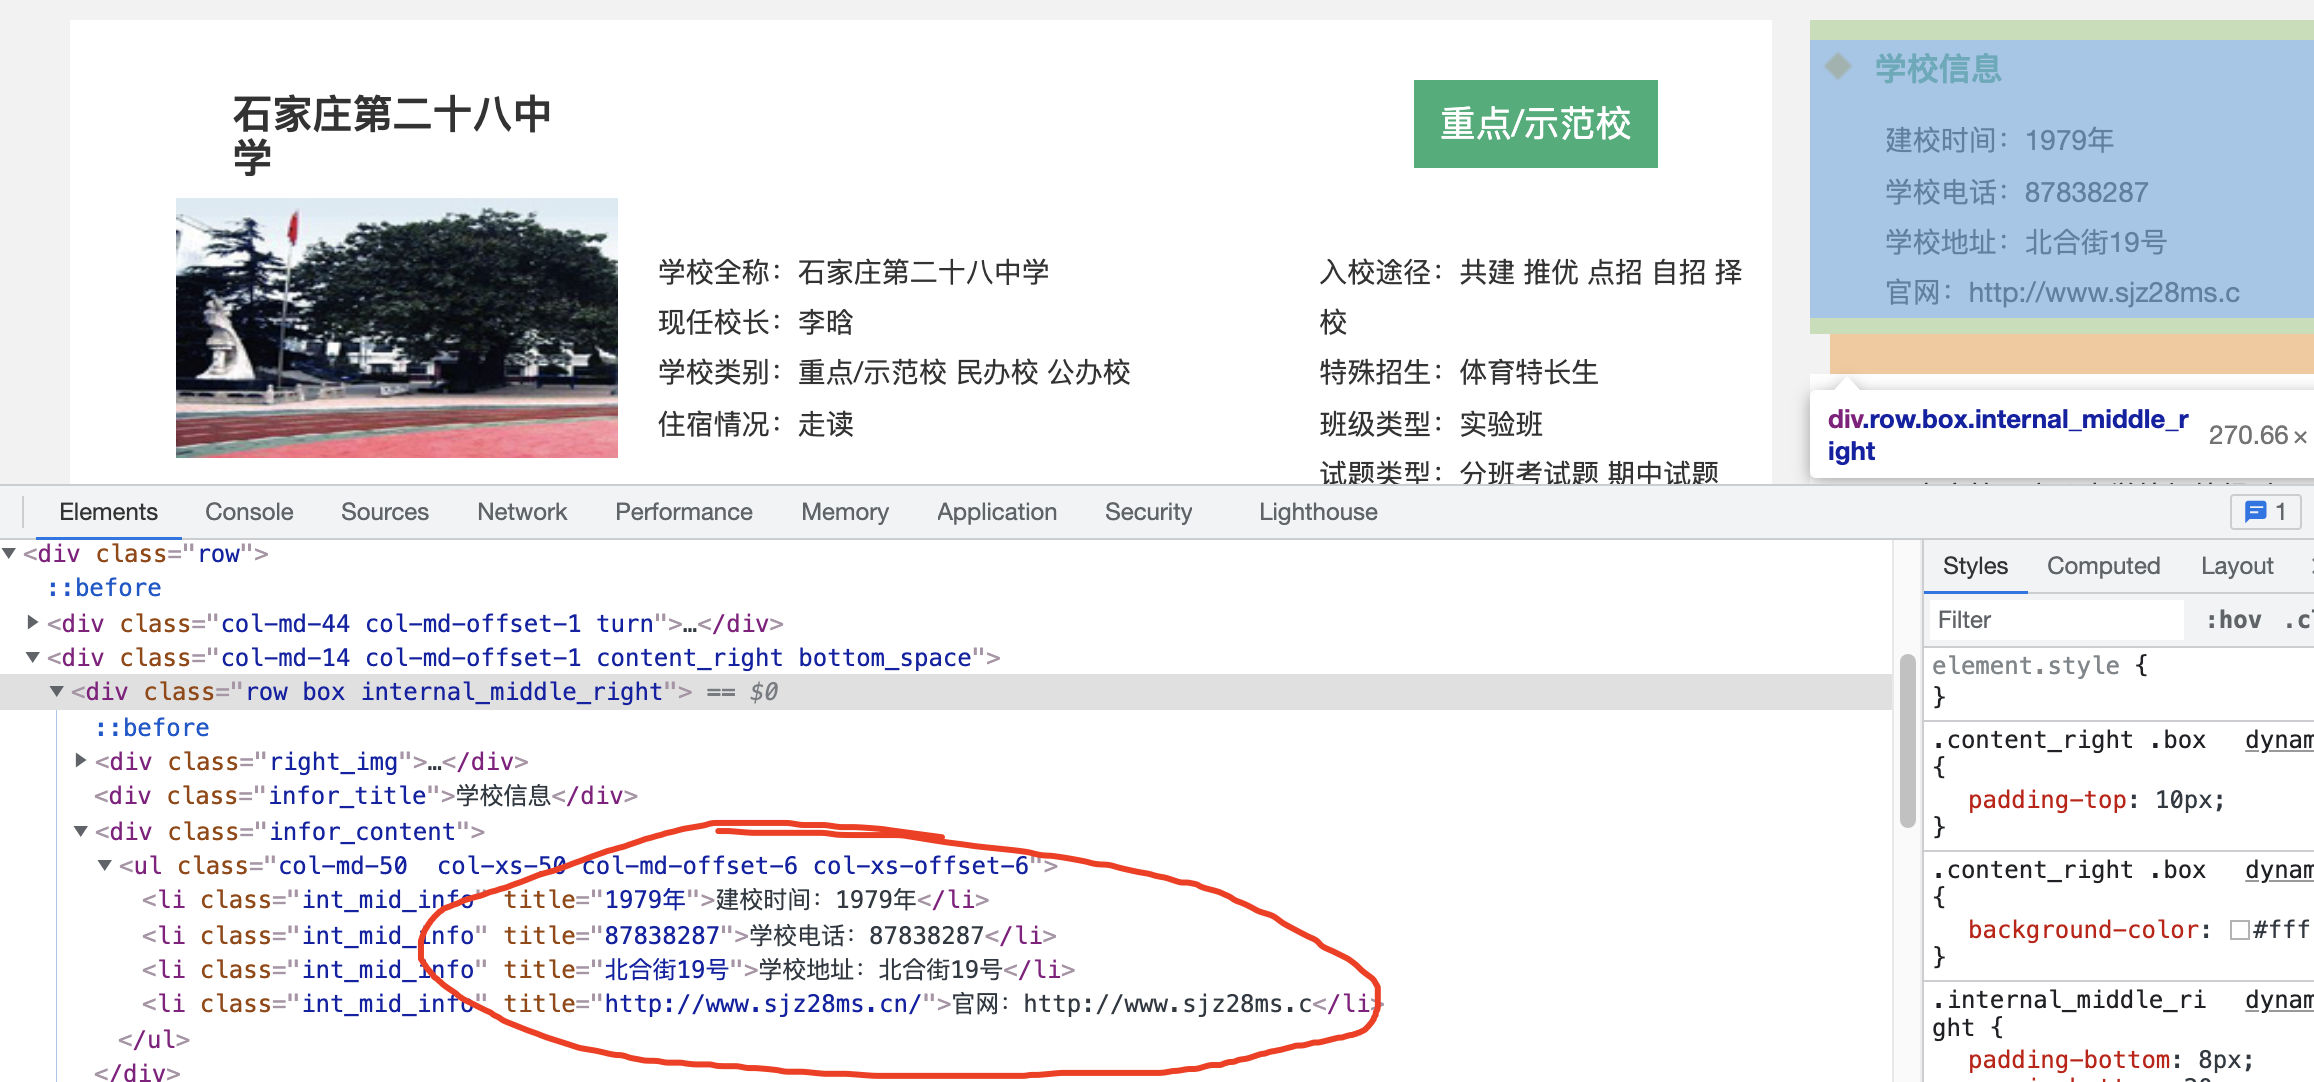 石家庄第二十八中
学
重点/示范校
学校全称：石家庄第二十八中学
现任校长：李晗
学校类别：重点/示范校 民办校 公办校
住宿情况：走读
入校途径：共建 推优 点招 自招 择
校
特殊招生：体育特长生
班级类型：实验班
试题类型：分班考试题 期中试题
学校信息
建校时间：1979年
学校电话：87838287
学校地址：北合街19号
官网：http://www.sjz28ms.c
div.row.box.internal_middle_r
ight
270.66×
Elements Console Sources Network Performance Memory Application Security Lighthouse 1
<div class="row">
::before
<div class="col-md-44 col-md-offset-1 turn">…</div>
<div class="col-md-14 col-md-offset-1 content_right bottom_space">
<div class="row box internal_middle_right"> == $0
::before
<div class="right_img">…</div>
<div class="infor_title">学校信息</div>
<div class="infor_content">
<ul class="col-md-50  col-xs-50 col-md-offset-6 col-xs-offset-6">
<li class="int_mid_info" title="1979年">建校时间：1979年</li>
<li class="int_mid_info" title="87838287">学校电话：87838287</li>
<li class="int_mid_info" title="北合街19号">学校地址：北合街19号</li>
<li class="int_mid_info" title="http://www.sjz28ms.cn/">官网：http://www.sjz28ms.c</li>
</ul>
</div>
Styles Computed Layout
Filter :hov .cl
element.style {
}
.content_right .box dynam
{
padding-top: 10px;
}
.content_right .box dynam
{
background-color: #fff
}
.internal_middle_ri dynam
ght {
padding-bottom: 8px;